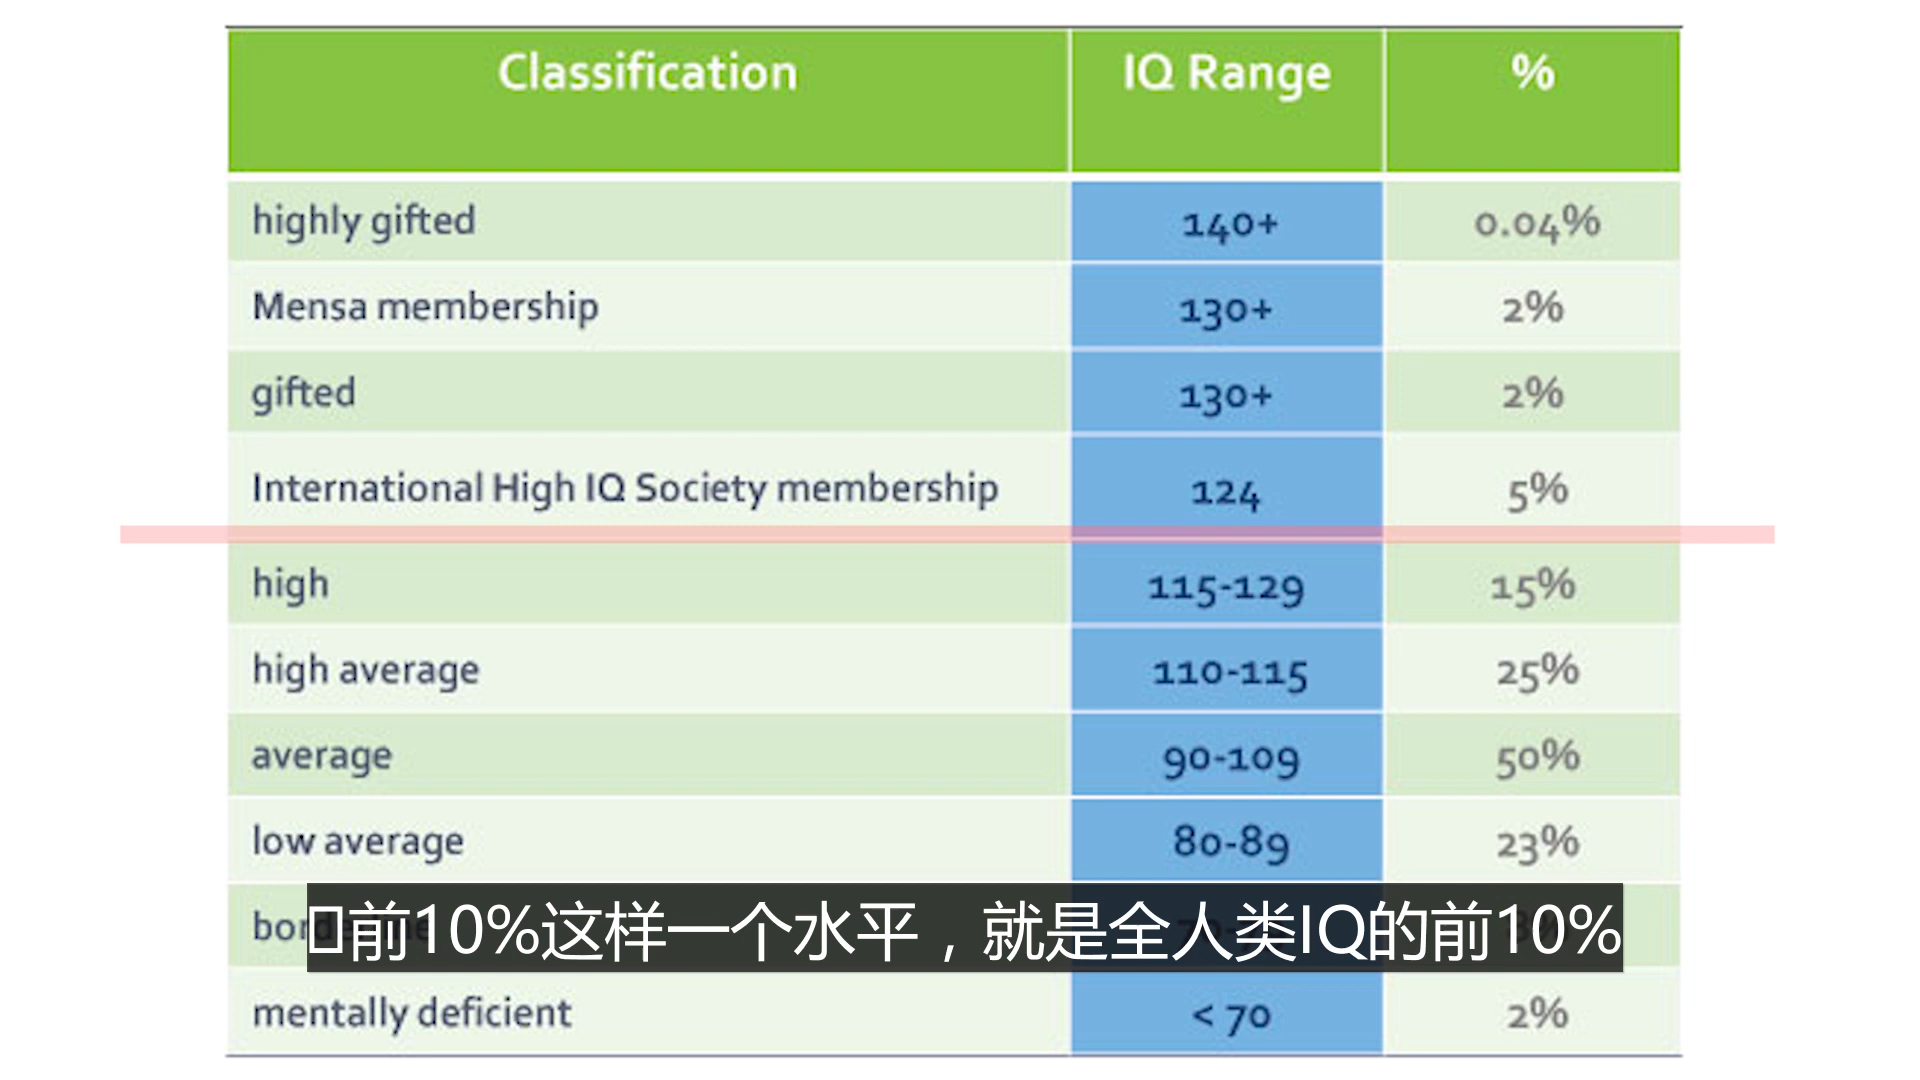 Classification IQ Range %
highly gifted 140+ 0.04%
Mensa membership 130+ 2%
gifted 130+ 2%
International High IQ Society membership 124 5%
high 115-129 15%
high average 110-115 25%
average 90-109 50%
low average 80-89 23%
前10%这样一个水平，就是全人类IQ的前10%
mentally deficient < 70 2%